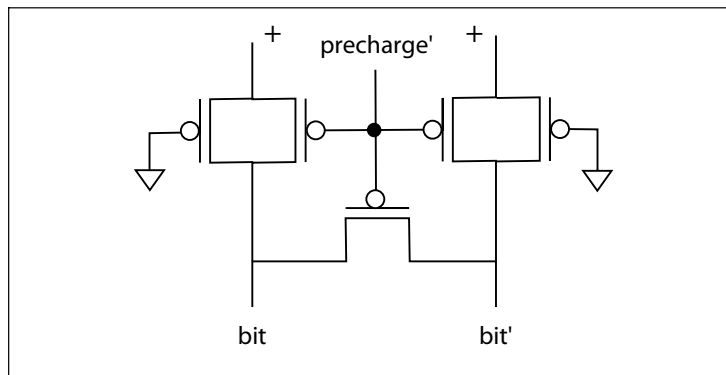 +
precharge'
+
bit
bit'